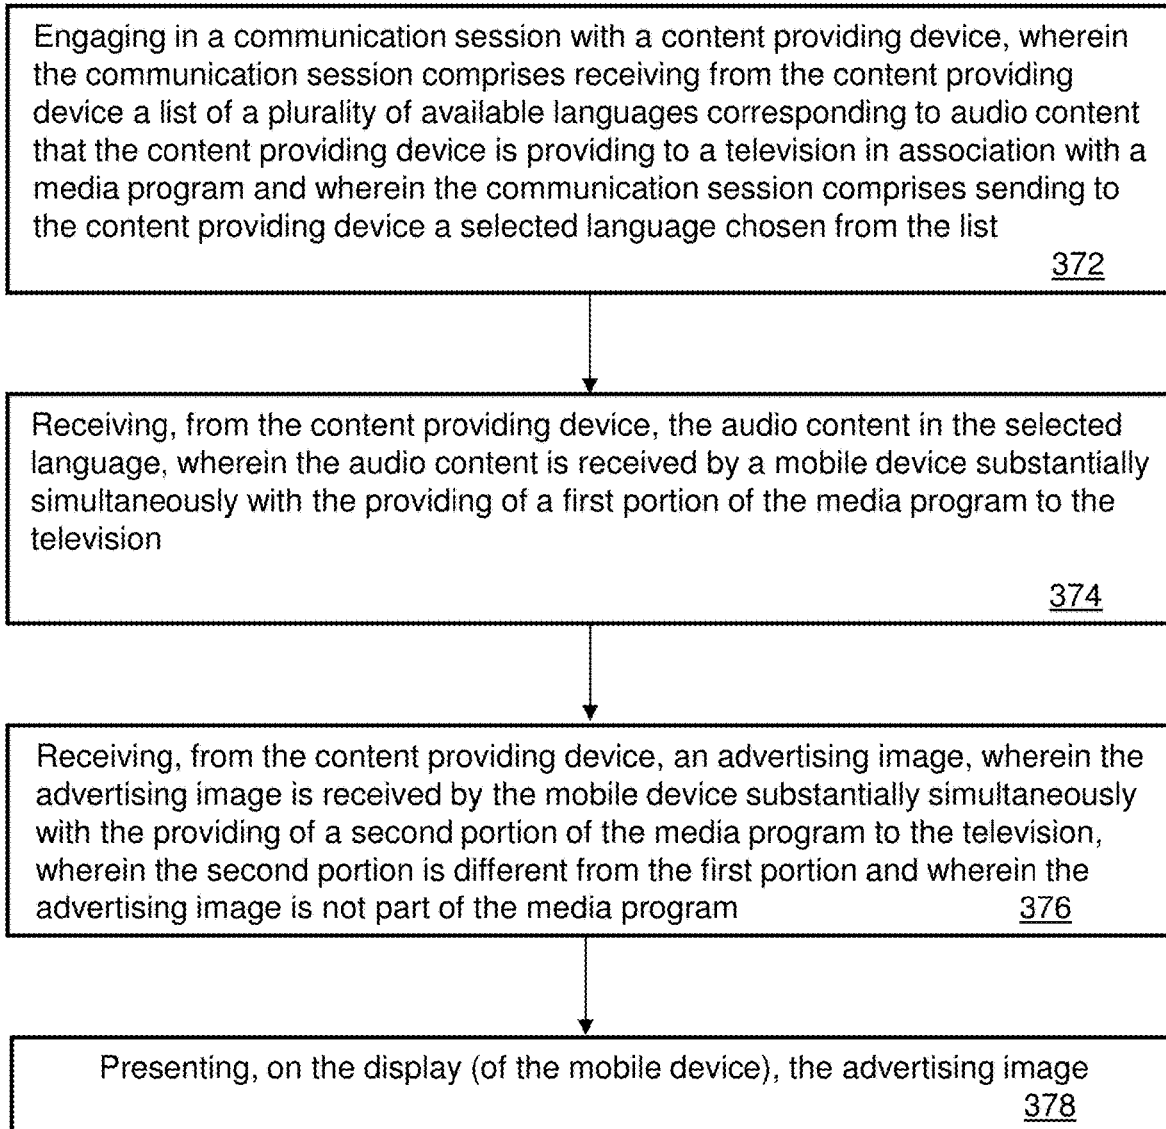 Engaging in a communication session with a content providing device, wherein
the communication session comprises receiving from the content providing
device a list of a plurality of available languages corresponding to audio content
that the content providing device is providing to a television in association with a
media program and wherein the communication session comprises sending to
the content providing device a selected language chosen from the list
372
Receiving, from the content providing device, the audio content in the selected
language, wherein the audio content is received by a mobile device substantially
simultaneously with the providing of a first portion of the media program to the
television
374
Receiving, from the content providing device, an advertising image, wherein the
advertising image is received by the mobile device substantially simultaneously
with the providing of a second portion of the media program to the television,
wherein the second portion is different from the first portion and wherein the
advertising image is not part of the media program 376
Presenting, on the display (of the mobile device), the advertising image
378